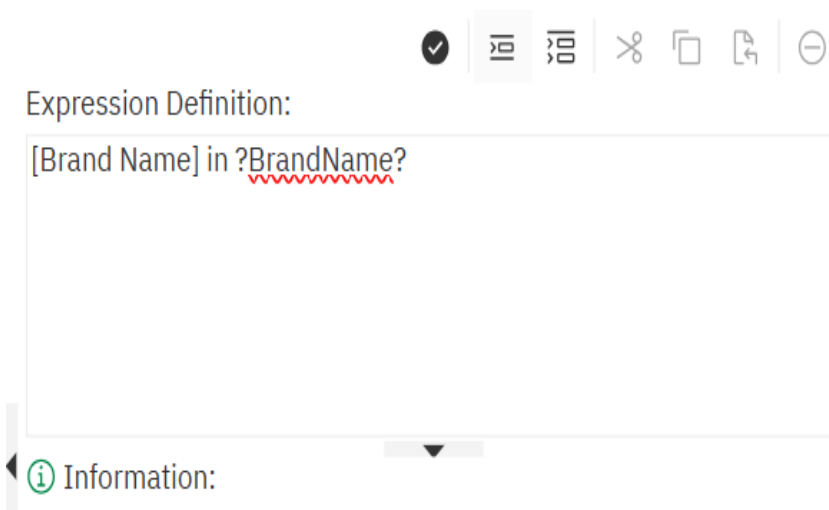 Expression Definition:
[Brand Name] in ?BrandName?
Information: